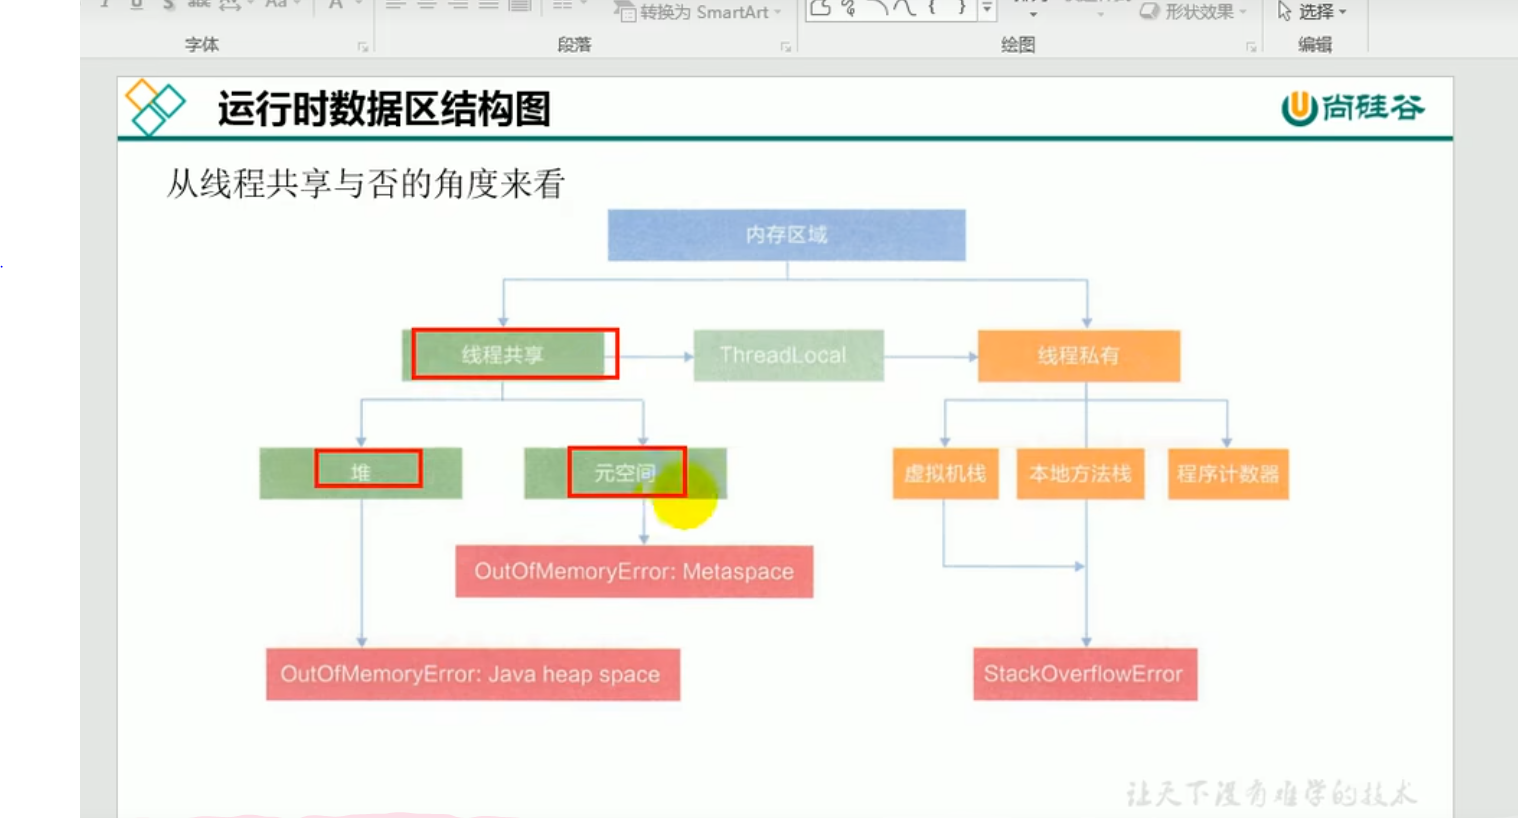 转换为 SmartArt
形状效果
选择
字体
段落
绘图
编辑
运行时数据区结构图
尚硅谷
从线程共享与否的角度来看
内存区域
线程共享
ThreadLocal
线程私有
堆
元空间
虚拟机栈
本地方法栈
程序计数器
OutOfMemoryError: Metaspace
OutOfMemoryError: Java heap space
StackOverflowError
让天下没有难学的技术